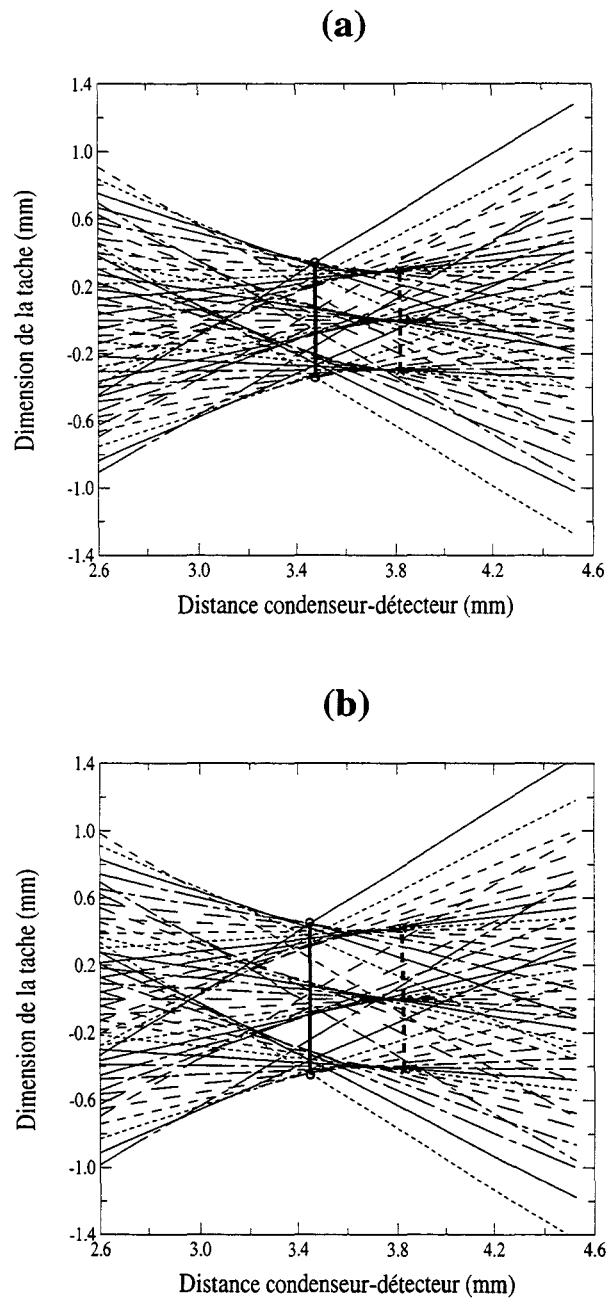 (a)
1.4
1.0
0.6
0.2
-0.2
-0.6
-1.0
-1.4
Dimension de la tache (mm)
2.6 3.0 3.4 3.8 4.2 4.6
Distance condenseur-détecteur (mm)
(b)
1.4
1.0
0.6
0.2
-0.2
-0.6
-1.0
-1.4
Dimension de la tache (mm)
2.6 3.0 3.4 3.8 4.2 4.6
Distance condenseur-détecteur (mm)